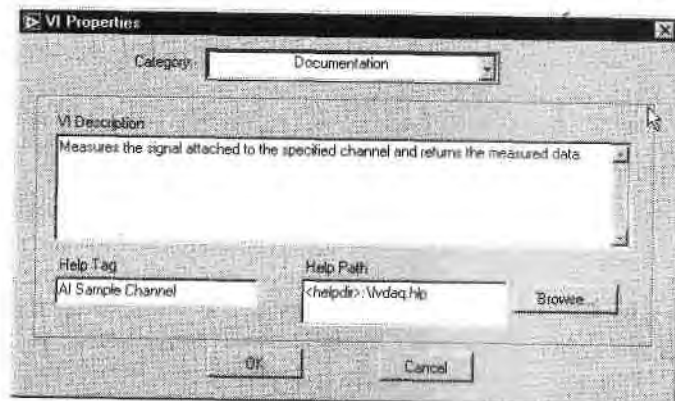 VI Properties
Category: Documentation
VI Description
Measures the signal attached to the specified channel and returns the measured data.
Help Tag
Help Path
AI Sample Channel
<helpdir>:\lvdaq.hlp
Browse...
OK
Cancel